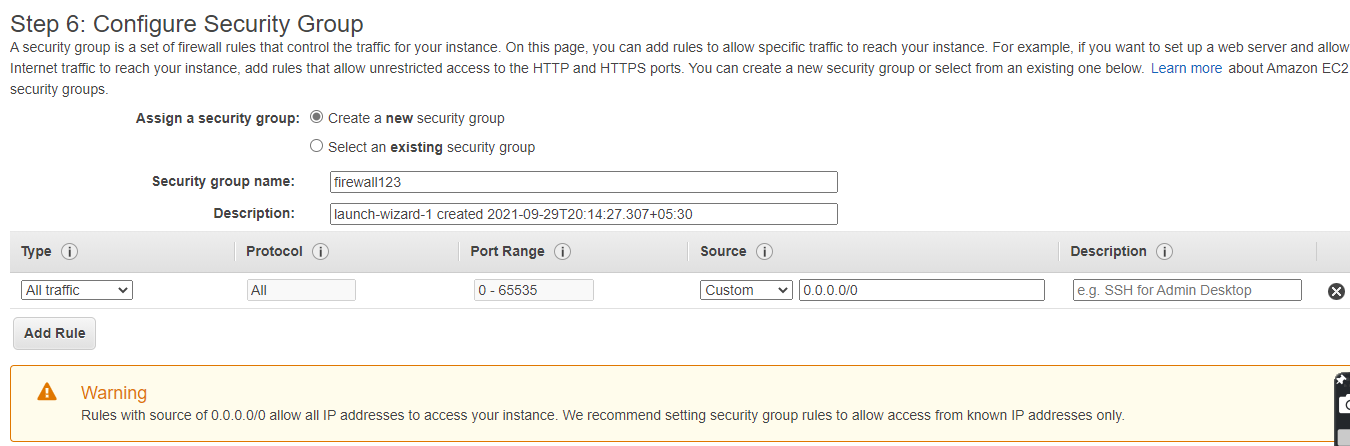 Step 6: Configure Security Group
A security group is a set of firewall rules that control the traffic for your instance. On this page, you can add rules to allow specific traffic to reach your instance. For example, if you want to set up a web server and allow
Internet traffic to reach your instance, add rules that allow unrestricted access to the HTTP and HTTPS ports. You can create a new security group or select from an existing one below. Learn more about Amazon EC2
security groups.
Assign a security group: Create a new security group
Select an existing security group
Security group name: firewall123
Description: launch-wizard-1 created 2021-09-29T20:14:27.307+05:30
Type i Protocol i Port Range i Source i Description i
All traffic All 0 - 65535 Custom 0.0.0.0/0 e.g. SSH for Admin Desktop
Add Rule
Warning
Rules with source of 0.0.0.0/0 allow all IP addresses to access your instance. We recommend setting security group rules to allow access from known IP addresses only.